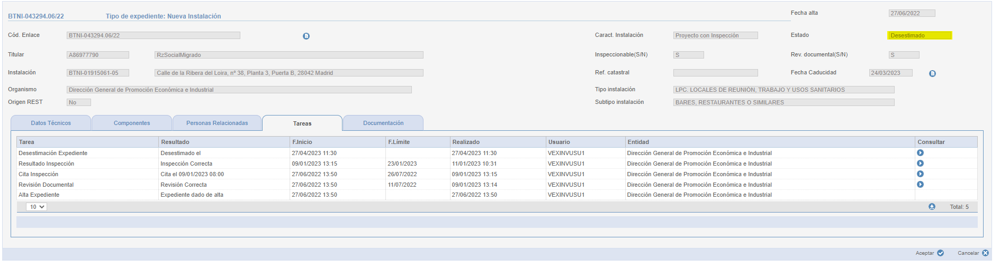 Fecha alta 27/06/2022
BTNI-043294.06/22 Tipo de expediente: Nueva Instalación
Cód. Enlace BTNI-043294.06/22 Caract. Instalación Proyecto con Inspección Estado Desestimado
Titular A86977790 RzSocialMigrado Inspeccionable(S/N) S Rev. documental(S/N) S
Instalación BTNI-01915061-05 Calle de la Ribera del Loira, nº 38, Planta 3, Puerta B, 28042 Madrid Ref. catastral Fecha Caducidad 24/03/2023
Organismo Dirección General de Promoción Económica e Industrial Tipo instalación LPC. LOCALES DE REUNIÓN, TRABAJO Y USOS SANITARIOS
Origen REST No Subtipo instalación BARES, RESTAURANTES O SIMILARES
Datos Técnicos Componentes Personas Relacionadas Tareas Documentación
Tarea Resultado F.Inicio F.Límite Realizado Usuario Entidad Consultar
Desestimación Expediente Desestimado el 27/04/2023 11:30 27/04/2023 11:30 VEXINVUSU1 Dirección General de Promoción Económica e Industrial
Resultado Inspección Inspección Correcta 09/01/2023 13:15 23/01/2023 11/01/2023 10:31 VEXINVUSU1 Dirección General de Promoción Económica e Industrial
Cita Inspección Cita el 09/01/2023 08:00 27/06/2022 13:50 26/07/2022 09/01/2023 13:15 VEXINVUSU1 Dirección General de Promoción Económica e Industrial
Revisión Documental Revisión Correcta 27/06/2022 13:50 11/07/2022 09/01/2023 13:14 VEXINVUSU1 Dirección General de Promoción Económica e Industrial
Alta Expediente Expediente dado de alta 27/06/2022 13:50 27/06/2022 13:50 VEXINVUSU1 Dirección General de Promoción Económica e Industrial
10 Total: 5
Aceptar Cancelar